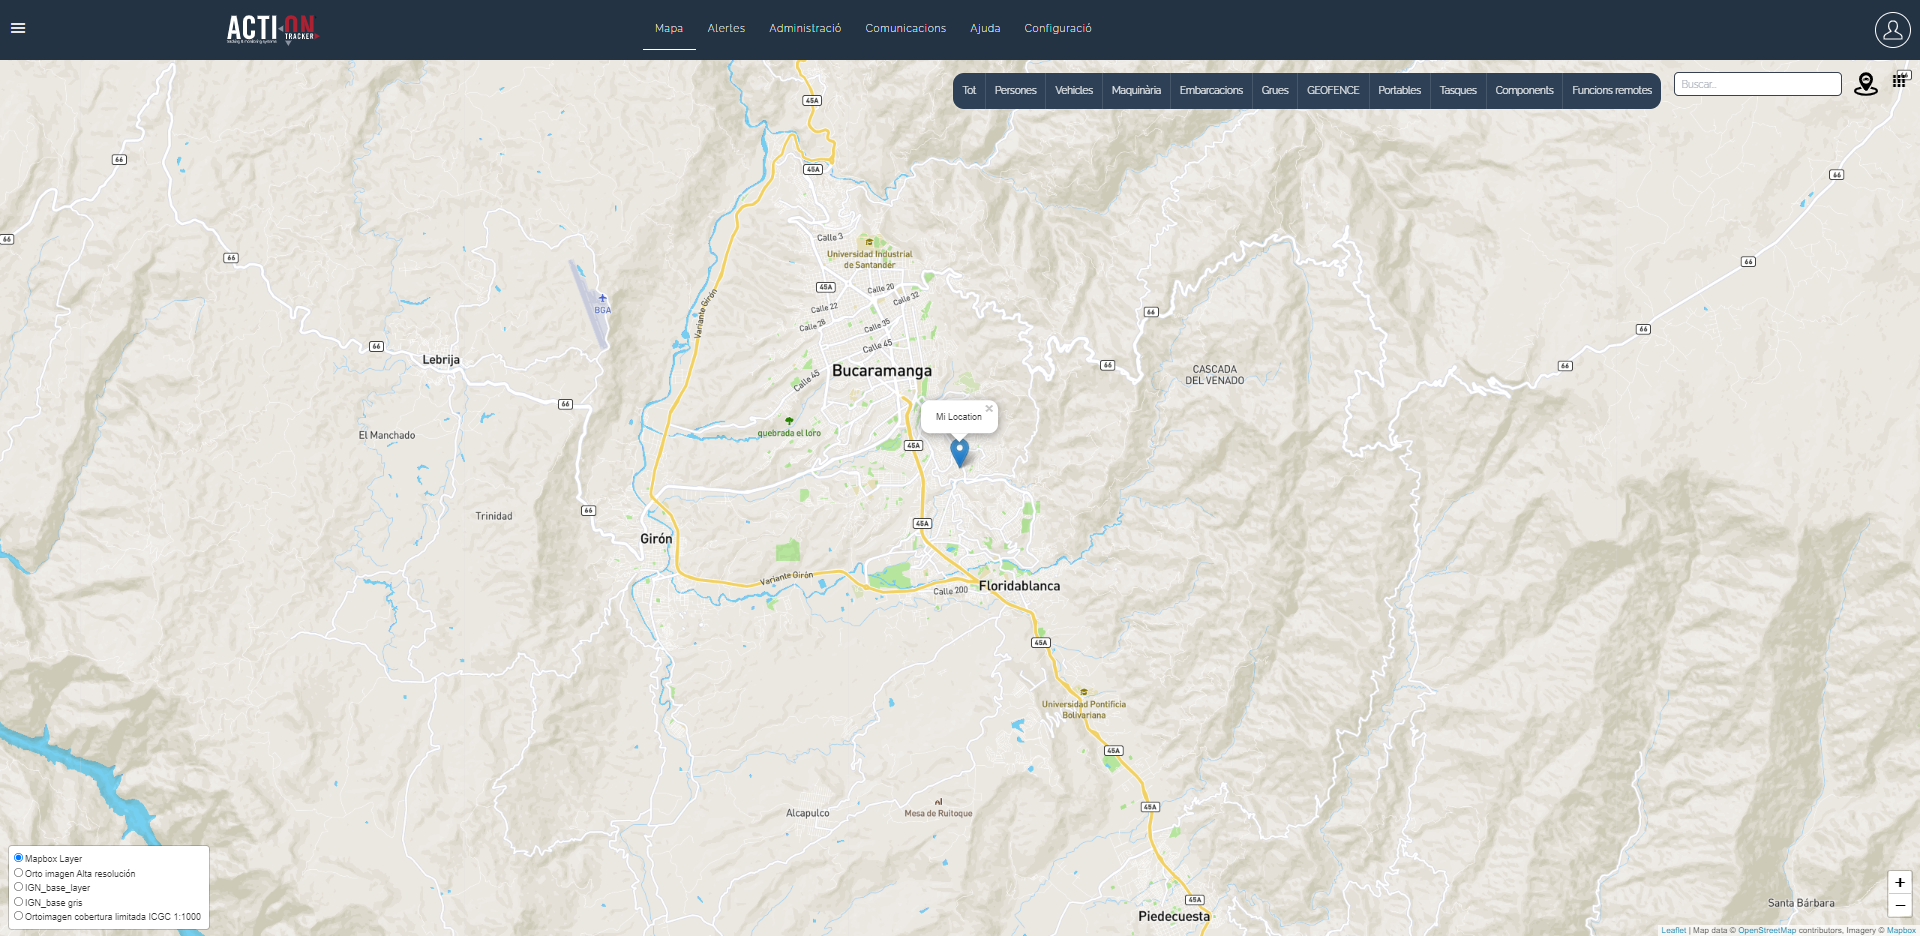 ACTI ON
TRACKER
tracking & monitoring systems
Mapa
Alertes
Administració
Comunicacions
Ajuda
Configuració
Tot
Persones
Vehicles
Maquinària
Embarcacions
Grues
GEOFENCE
Portables
Tasques
Components
Funcions remotes
Buscar...
66
45A
66
45A
66
66
Calle 3
Universidad Industrial
de Santander
66
66
45A
Calle 20
Calle 32
BGA
Calle 22
Variante Girón
Calle 28
Calle 35
66
66
66
Calle 45
Lebrija
Bucaramanga
66
66
CASCADA
DEL VENADO
Calle 45
66
Mi Location
×
quebrada el loro
El Manchado
45A
66
Trinidad
45A
Girón
Variante Girón
Calle 200
Floridablanca
45A
Universidad Pontificia
Bolivariana
45A
45A
Alcapulco
Mesa de Ruitoque
45A
Piedecuesta
Santa Bárbara
Mapbox Layer
Orto imagen Alta resolución
IGN_base_layer
IGN_base gris
Ortoimagen cobertura limitada ICGC 1:1000
+
−
Leaflet | Map data © OpenStreetMap contributors, Imagery © Mapbox